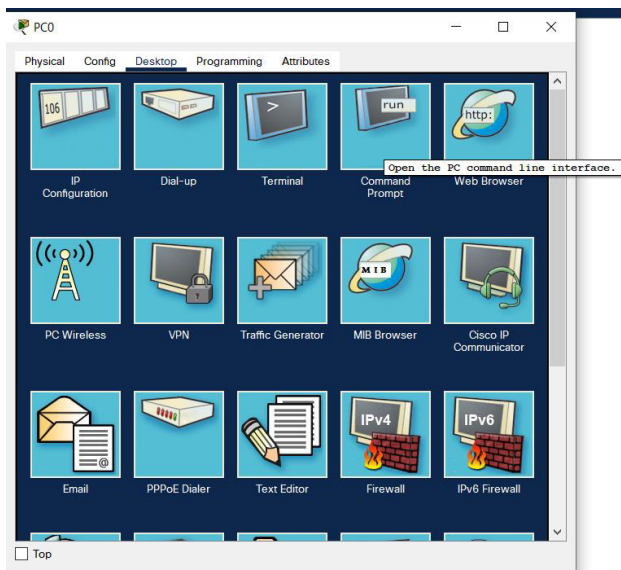 PC0
Physical Config Desktop Programming Attributes
106
>
run
http:
IP
Configuration
Dial-up
Terminal
Command
Prompt
Web Browser
Open the PC command line interface.
MIB
PC Wireless
VPN
Traffic Generator
MIB Browser
Cisco IP
Communicator
@
IPv4
IPv6
Email
PPPoE Dialer
Text Editor
Firewall
IPv6 Firewall
Top